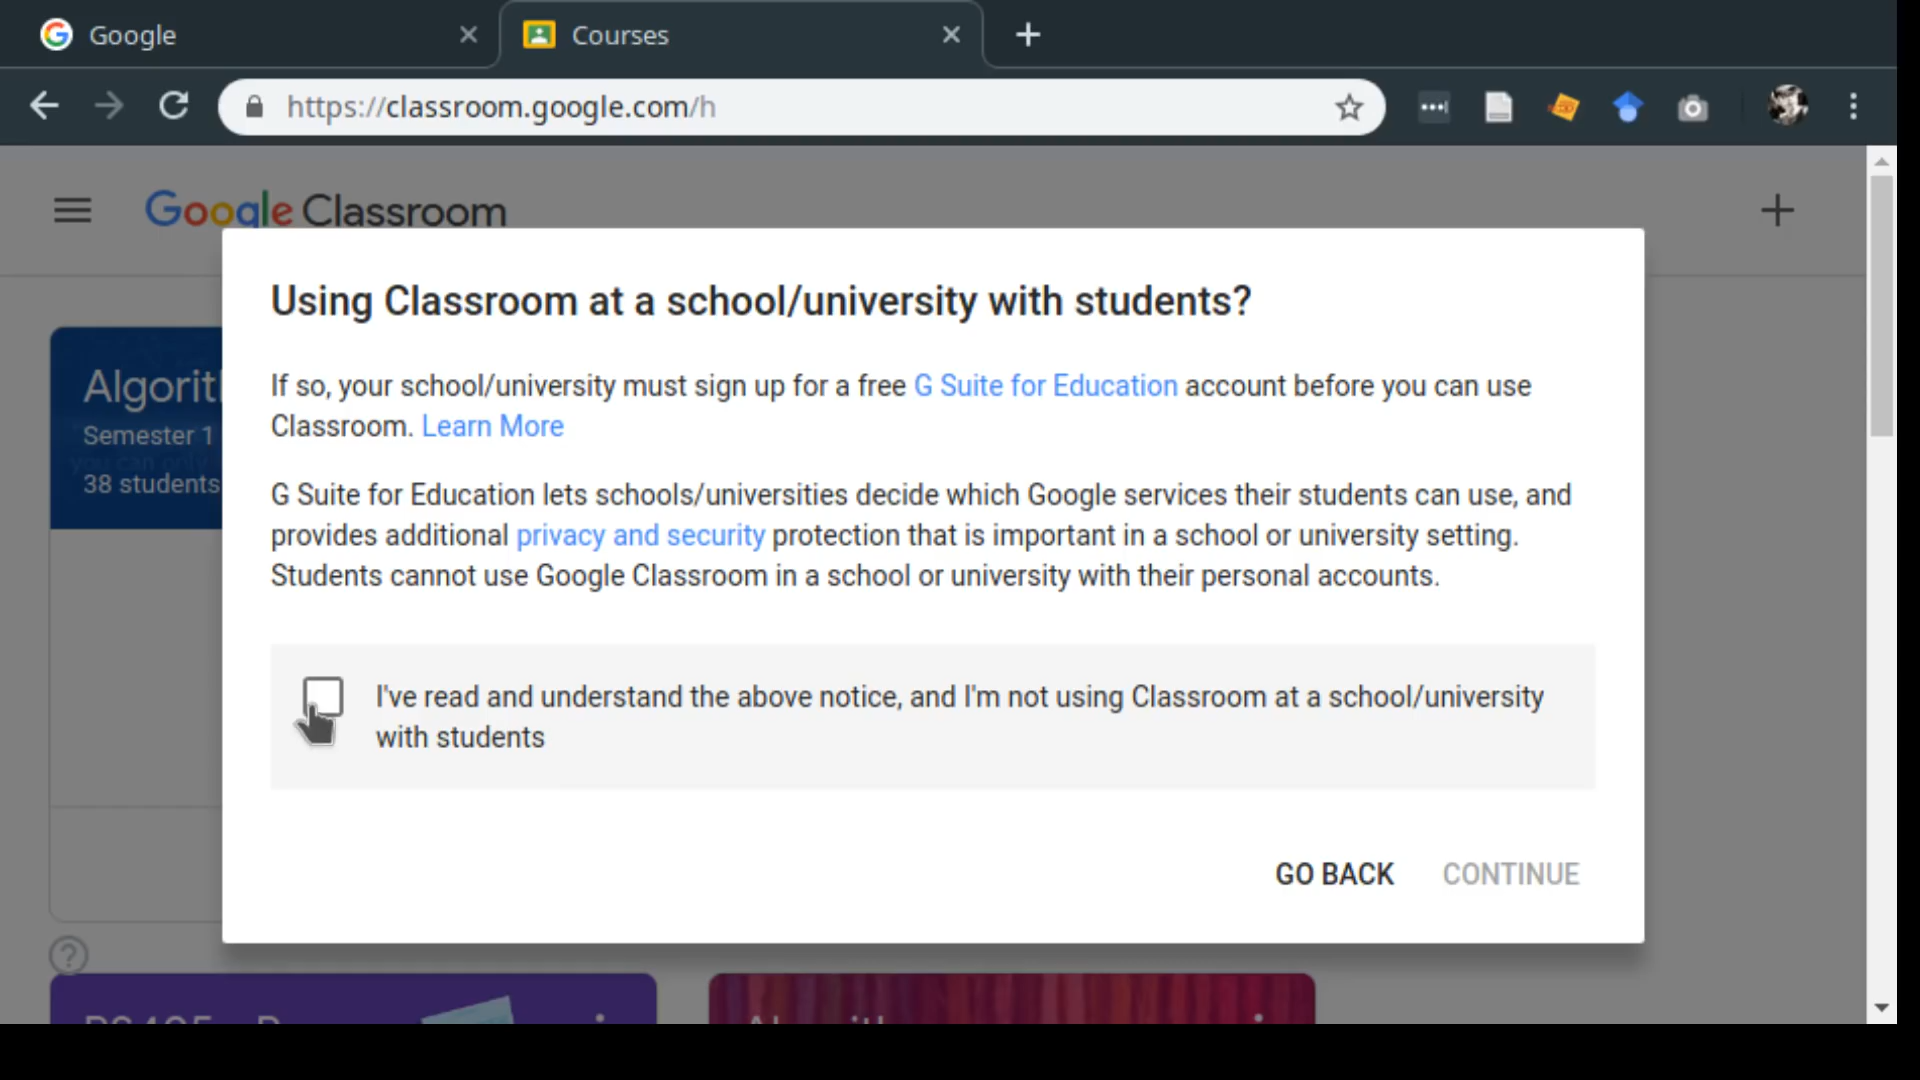 Google
Courses
https://classroom.google.com/h
Google Classroom
Using Classroom at a school/university with students?
If so, your school/university must sign up for a free G Suite for Education account before you can use
Classroom. Learn More
G Suite for Education lets schools/universities decide which Google services their students can use, and
provides additional privacy and security protection that is important in a school or university setting.
Students cannot use Google Classroom in a school or university with their personal accounts.
Semester 1
you can only
38 students
I've read and understand the above notice, and I'm not using Classroom at a school/university
with students
GO BACK CONTINUE